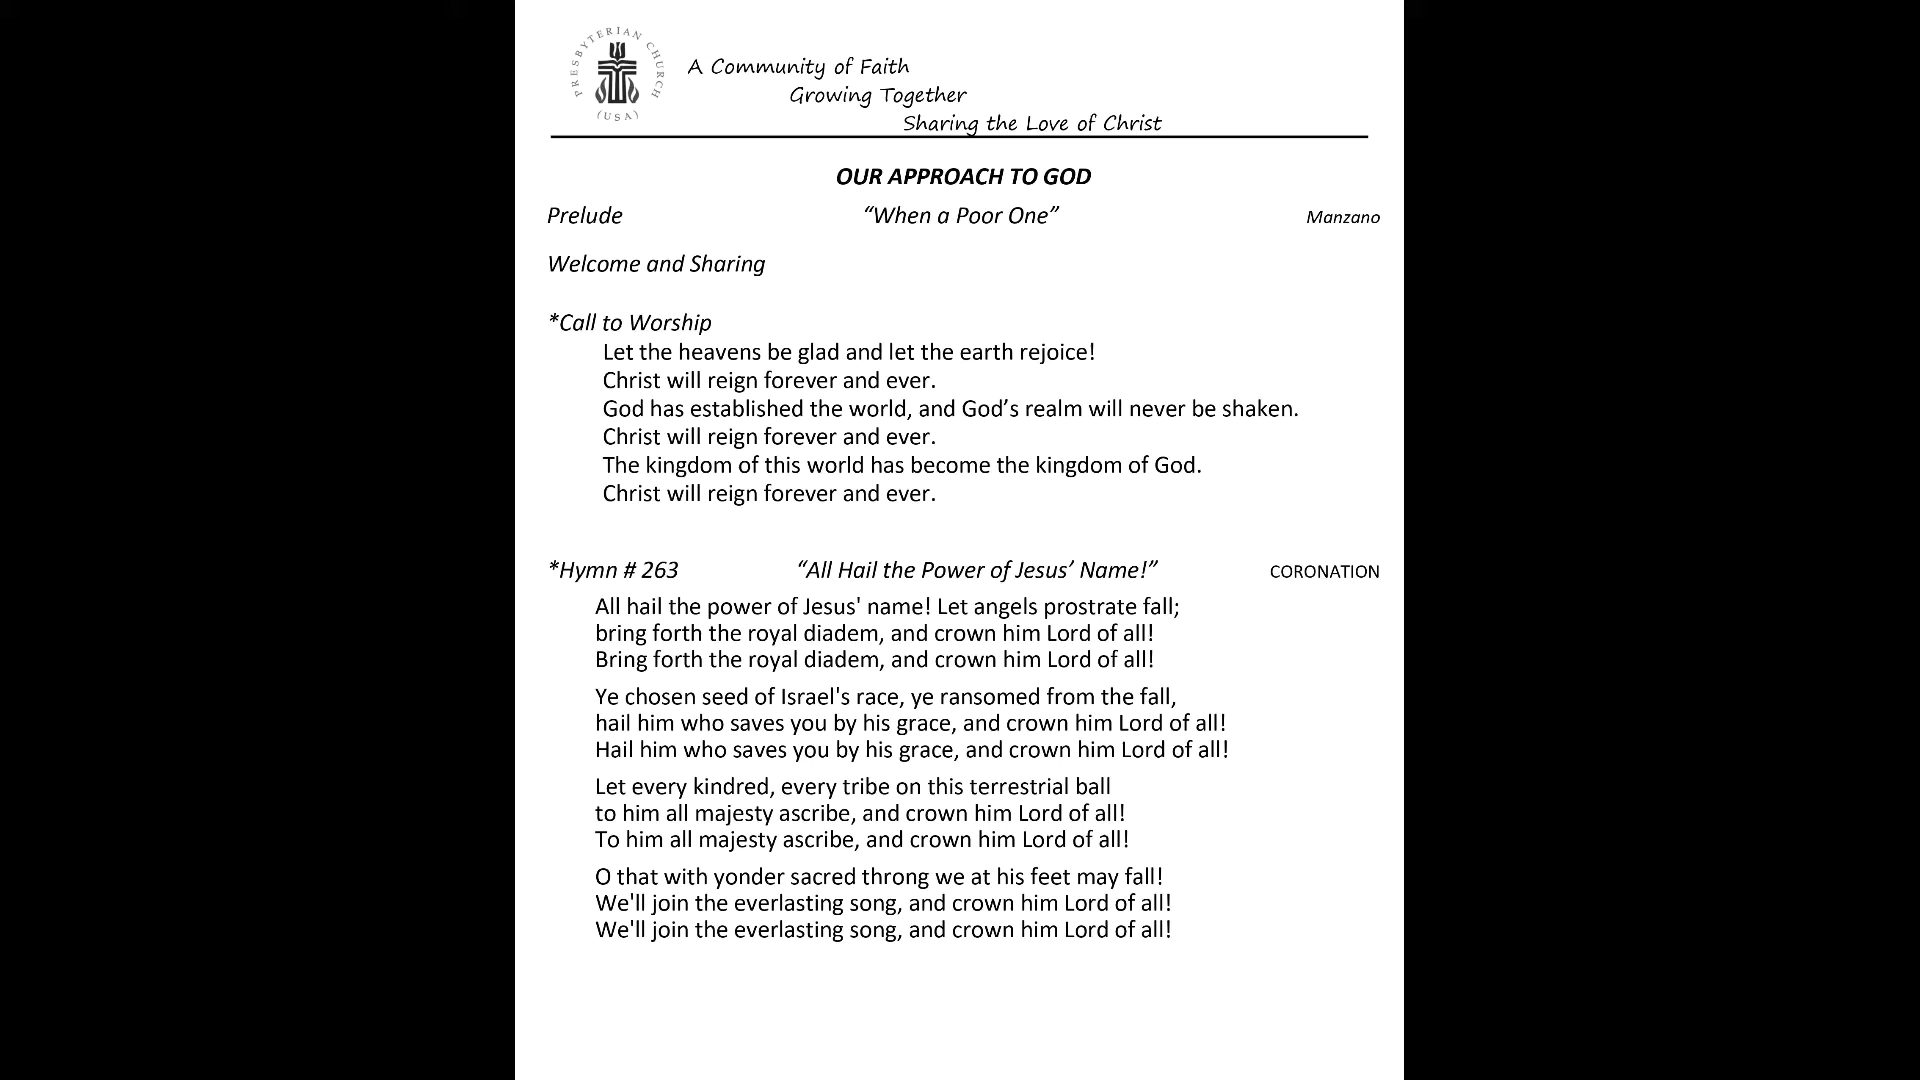 PRESBYTERIAN CHURCH
(USA)
A Community of Faith
Growing Together
Sharing the Love of Christ
OUR APPROACH TO GOD
Prelude “When a Poor One” Manzano
Welcome and Sharing
*Call to Worship
Let the heavens be glad and let the earth rejoice!
Christ will reign forever and ever.
God has established the world, and God’s realm will never be shaken.
Christ will reign forever and ever.
The kingdom of this world has become the kingdom of God.
Christ will reign forever and ever.
*Hymn # 263 “All Hail the Power of Jesus’ Name!” CORONATION
All hail the power of Jesus' name! Let angels prostrate fall;
bring forth the royal diadem, and crown him Lord of all!
Bring forth the royal diadem, and crown him Lord of all!
Ye chosen seed of Israel's race, ye ransomed from the fall,
hail him who saves you by his grace, and crown him Lord of all!
Hail him who saves you by his grace, and crown him Lord of all!
Let every kindred, every tribe on this terrestrial ball
to him all majesty ascribe, and crown him Lord of all!
To him all majesty ascribe, and crown him Lord of all!
O that with yonder sacred throng we at his feet may fall!
We'll join the everlasting song, and crown him Lord of all!
We'll join the everlasting song, and crown him Lord of all!